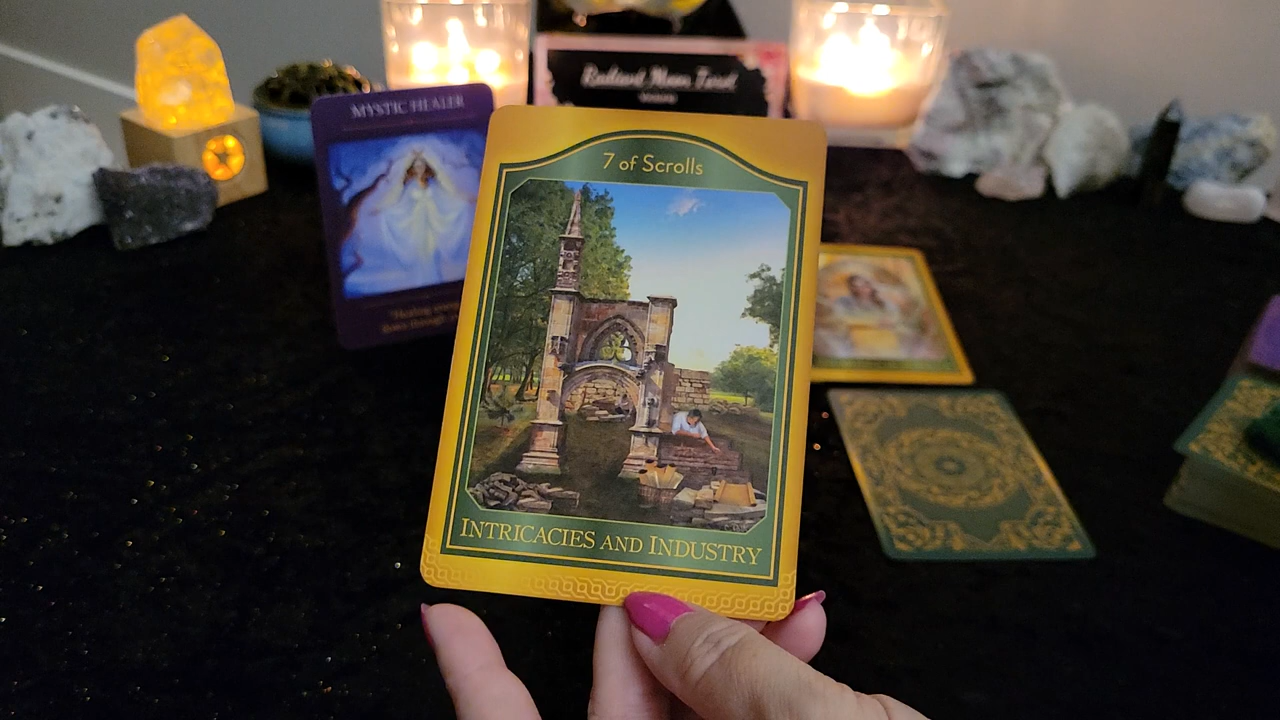 MYSTIC HEALER
Radiant Moon Tarot
7 of Scrolls
INTRICACIES AND INDUSTRY